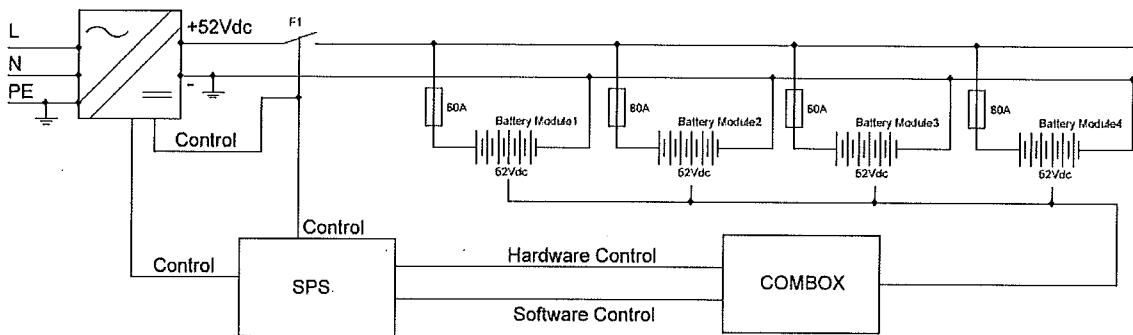 L
N
PE
+52Vdc
-
F1
80A
80A
80A
80A
Battery Module1
Battery Module2
Battery Module3
Battery Module4
52Vdc
52Vdc
52Vdc
52Vdc
Control
Control
Control
SPS
Hardware Control
Software Control
COMBOX